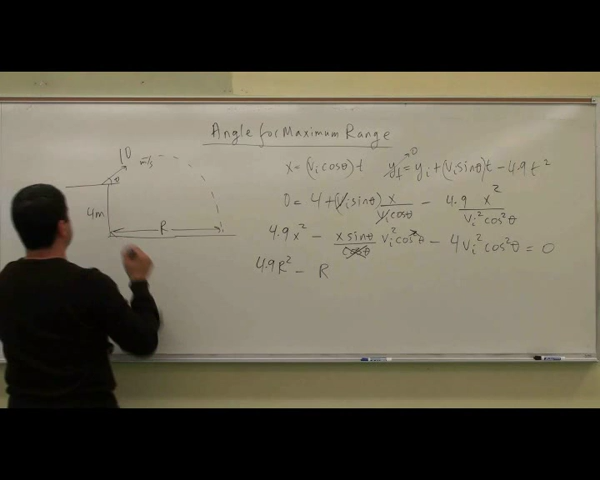 Angle for Maximum Range
10 m/s
θ
4m
R
x = (Vᵢcosθ)t
y_f = yᵢ + (Vᵢsinθ)t - 4.9t²
0
0 = 4 + (Vᵢsinθ) x / Vᵢcosθ - 4.9 x² / Vᵢ²cos²θ
4.9x² - x sinθ / cosθ Vᵢ²cos²θ - 4Vᵢ²cos²θ = 0
4.9R² - R